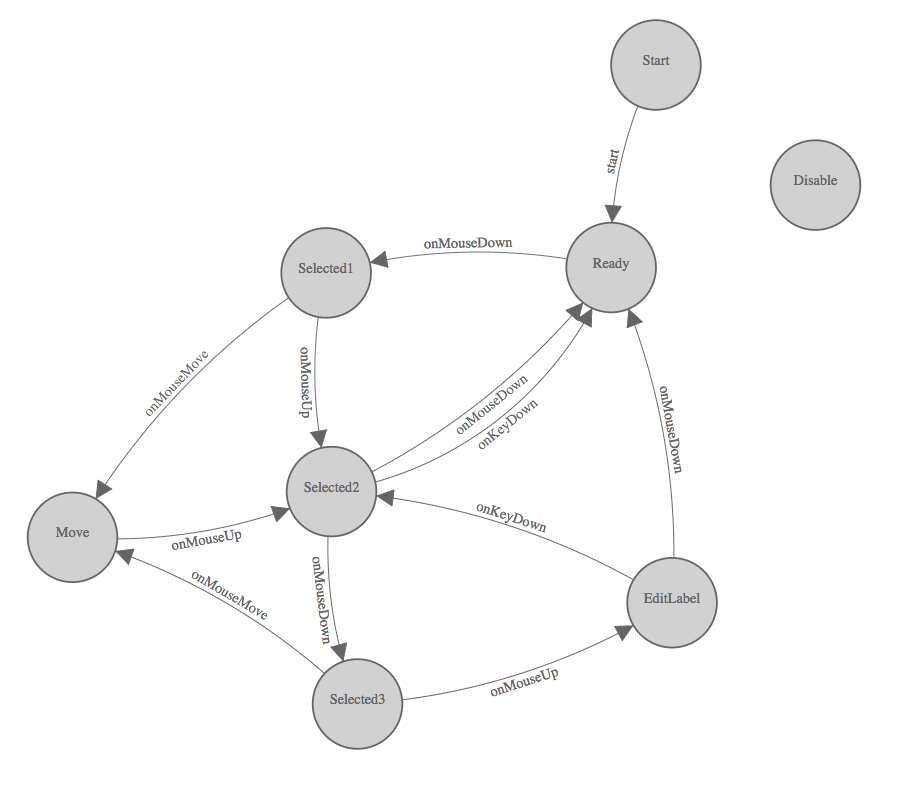 Start
start
Disable
onMouseDown
Ready
Selected1
onMouseMove
onMouseUp
onMouseDown
onKeyDown
onMouseDown
Selected2
onKeyDown
Move
onMouseUp
onMouseMove
onMouseDown
EditLabel
onMouseUp
Selected3